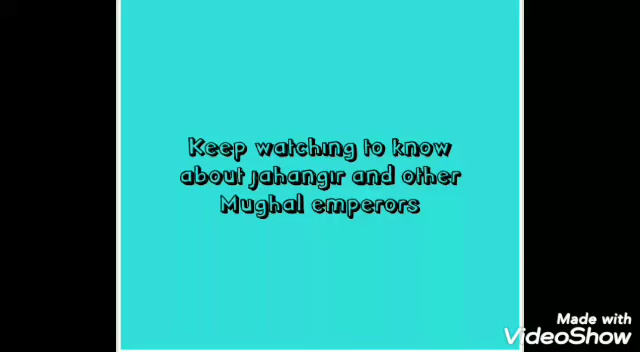 Keep watching to know
about jahangir and other
Mughal emperors
Made with
VideoShow